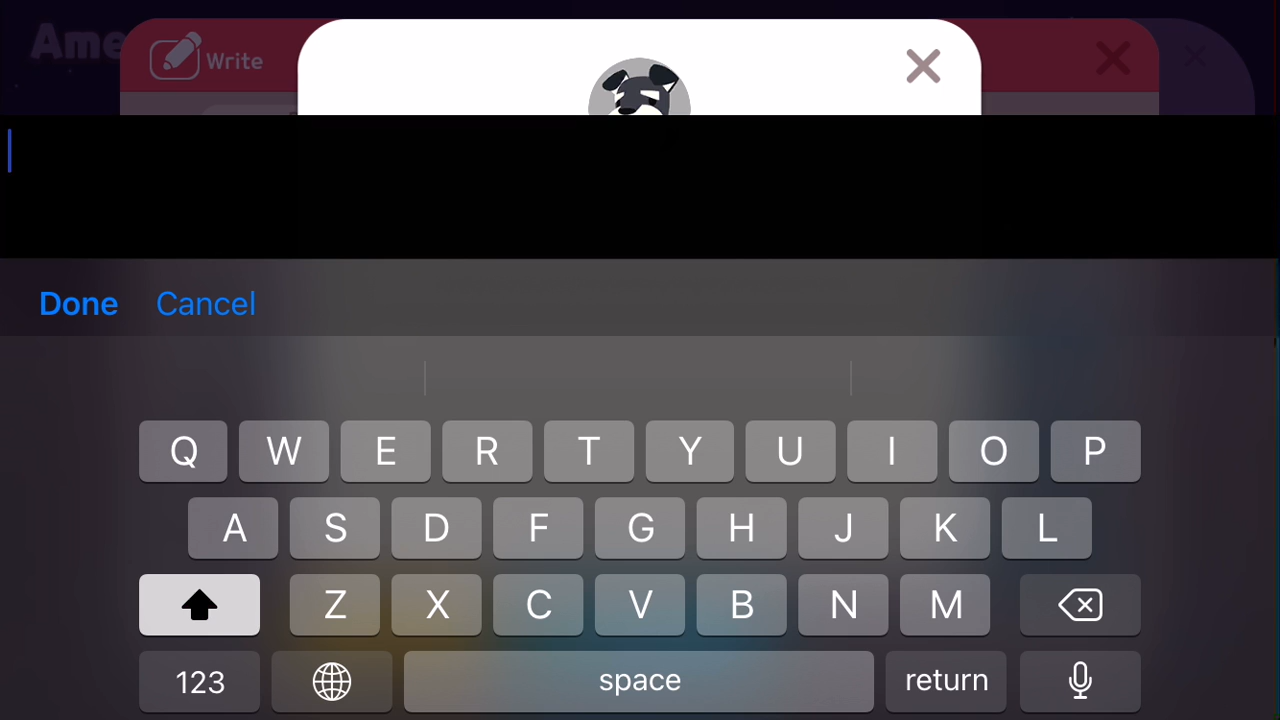 Ame
Write
Done Cancel
Q W E R T Y U I O P
A S D F G H J K L
Z X C V B N M
123 space return